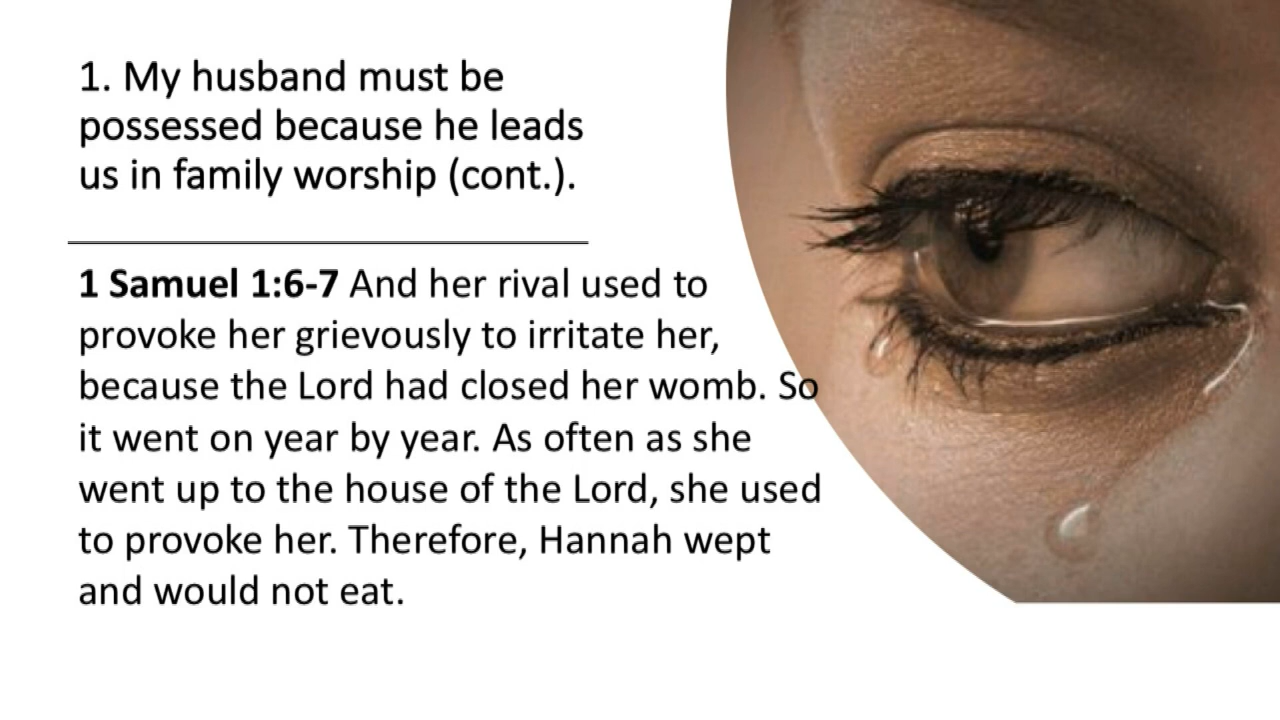 1. My husband must be
possessed because he leads
us in family worship (cont.).
1 Samuel 1:6-7 And her rival used to
provoke her grievously to irritate her,
because the Lord had closed her womb. So
it went on year by year. As often as she
went up to the house of the Lord, she used
to provoke her. Therefore, Hannah wept
and would not eat.